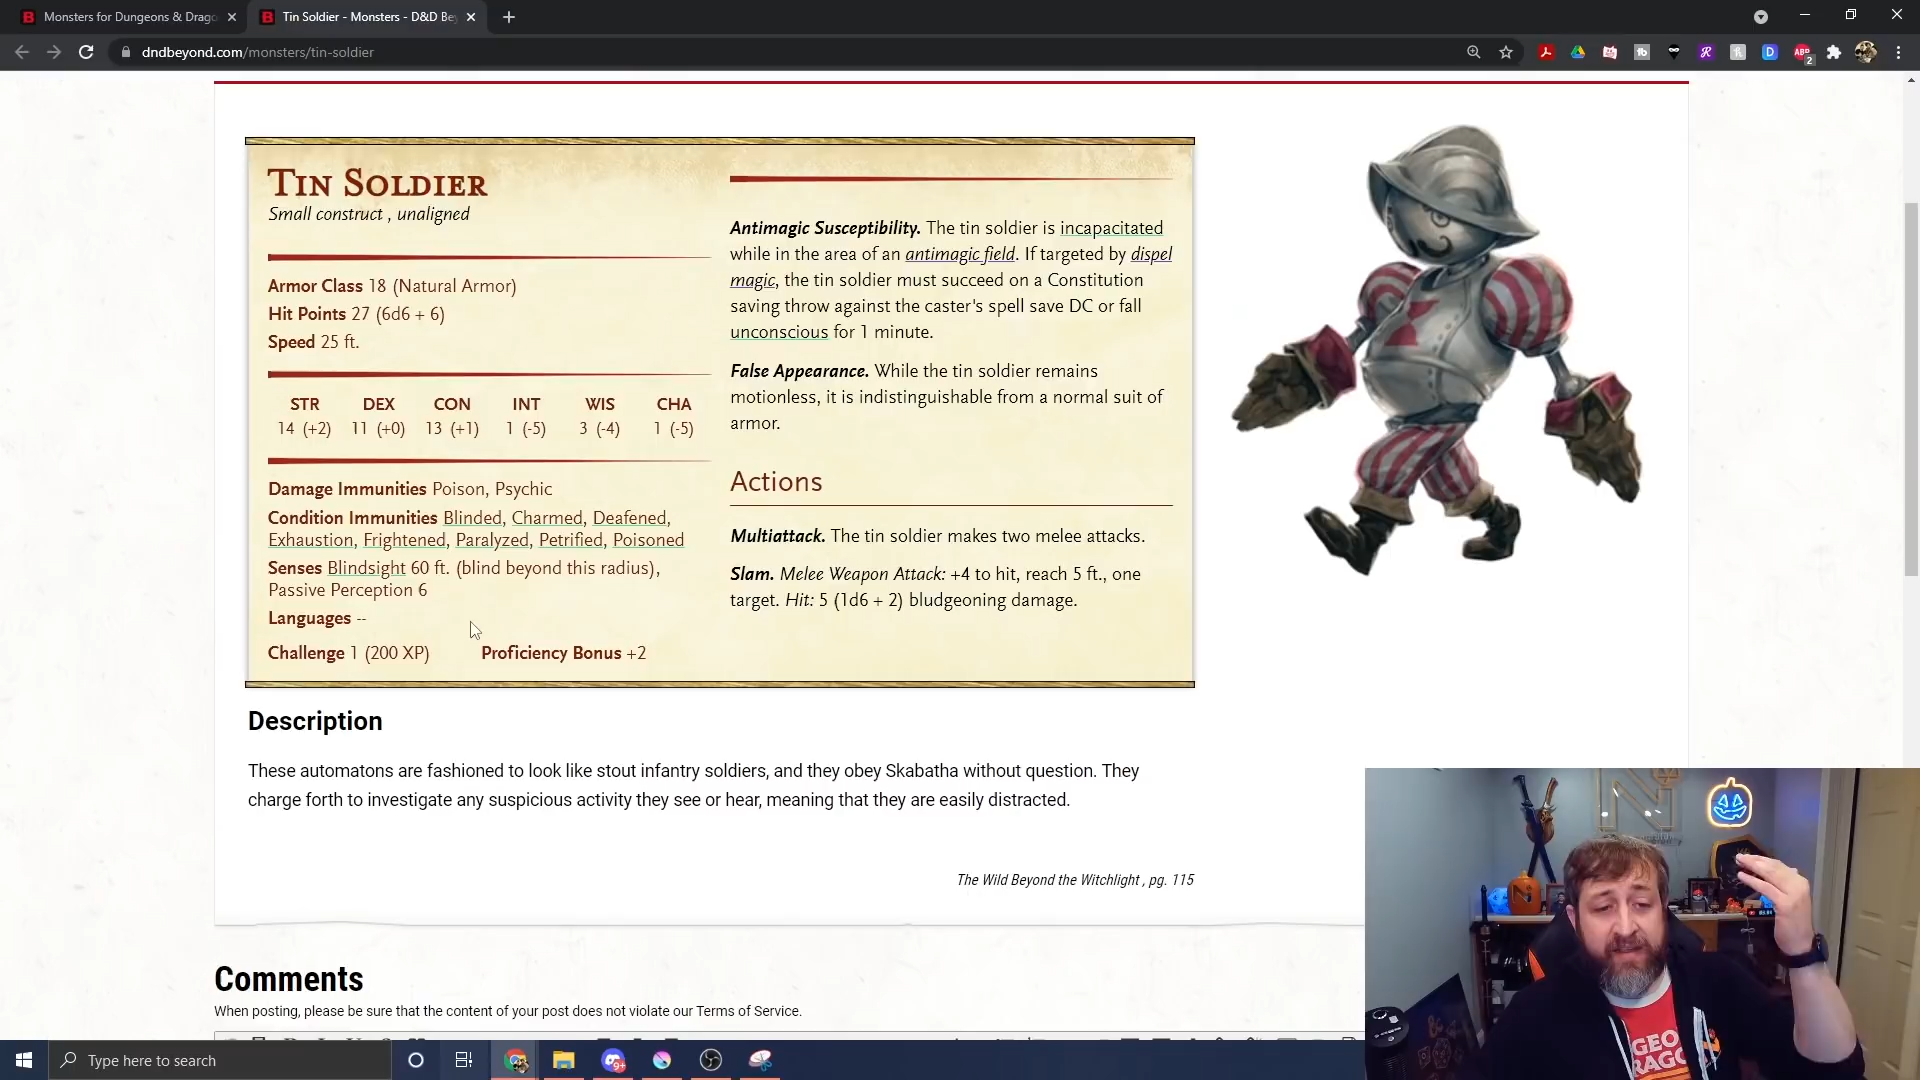 Monsters for Dungeons & Drago
Tin Soldier - Monsters - D&D Be
dndbeyond.com/monsters/tin-soldier
TIN SOLDIER
Small construct , unaligned
Armor Class 18 (Natural Armor)
Hit Points 27 (6d6 + 6)
Speed 25 ft.
STR DEX CON INT WIS CHA
14 (+2) 11 (+0) 13 (+1) 1 (-5) 3 (-4) 1 (-5)
Damage Immunities Poison, Psychic
Condition Immunities Blinded, Charmed, Deafened,
Exhaustion, Frightened, Paralyzed, Petrified, Poisoned
Senses Blindsight 60 ft. (blind beyond this radius),
Passive Perception 6
Languages --
Challenge 1 (200 XP) Proficiency Bonus +2
Antimagic Susceptibility. The tin soldier is incapacitated
while in the area of an antimagic field. If targeted by dispel
magic, the tin soldier must succeed on a Constitution
saving throw against the caster's spell save DC or fall
unconscious for 1 minute.
False Appearance. While the tin soldier remains
motionless, it is indistinguishable from a normal suit of
armor.
Actions
Multiattack. The tin soldier makes two melee attacks.
Slam. Melee Weapon Attack: +4 to hit, reach 5 ft., one
target. Hit: 5 (1d6 + 2) bludgeoning damage.
Description
These automatons are fashioned to look like stout infantry soldiers, and they obey Skabatha without question. They
charge forth to investigate any suspicious activity they see or hear, meaning that they are easily distracted.
The Wild Beyond the Witchlight , pg. 115
Comments
When posting, please be sure that the content of your post does not violate our Terms of Service.
Type here to search